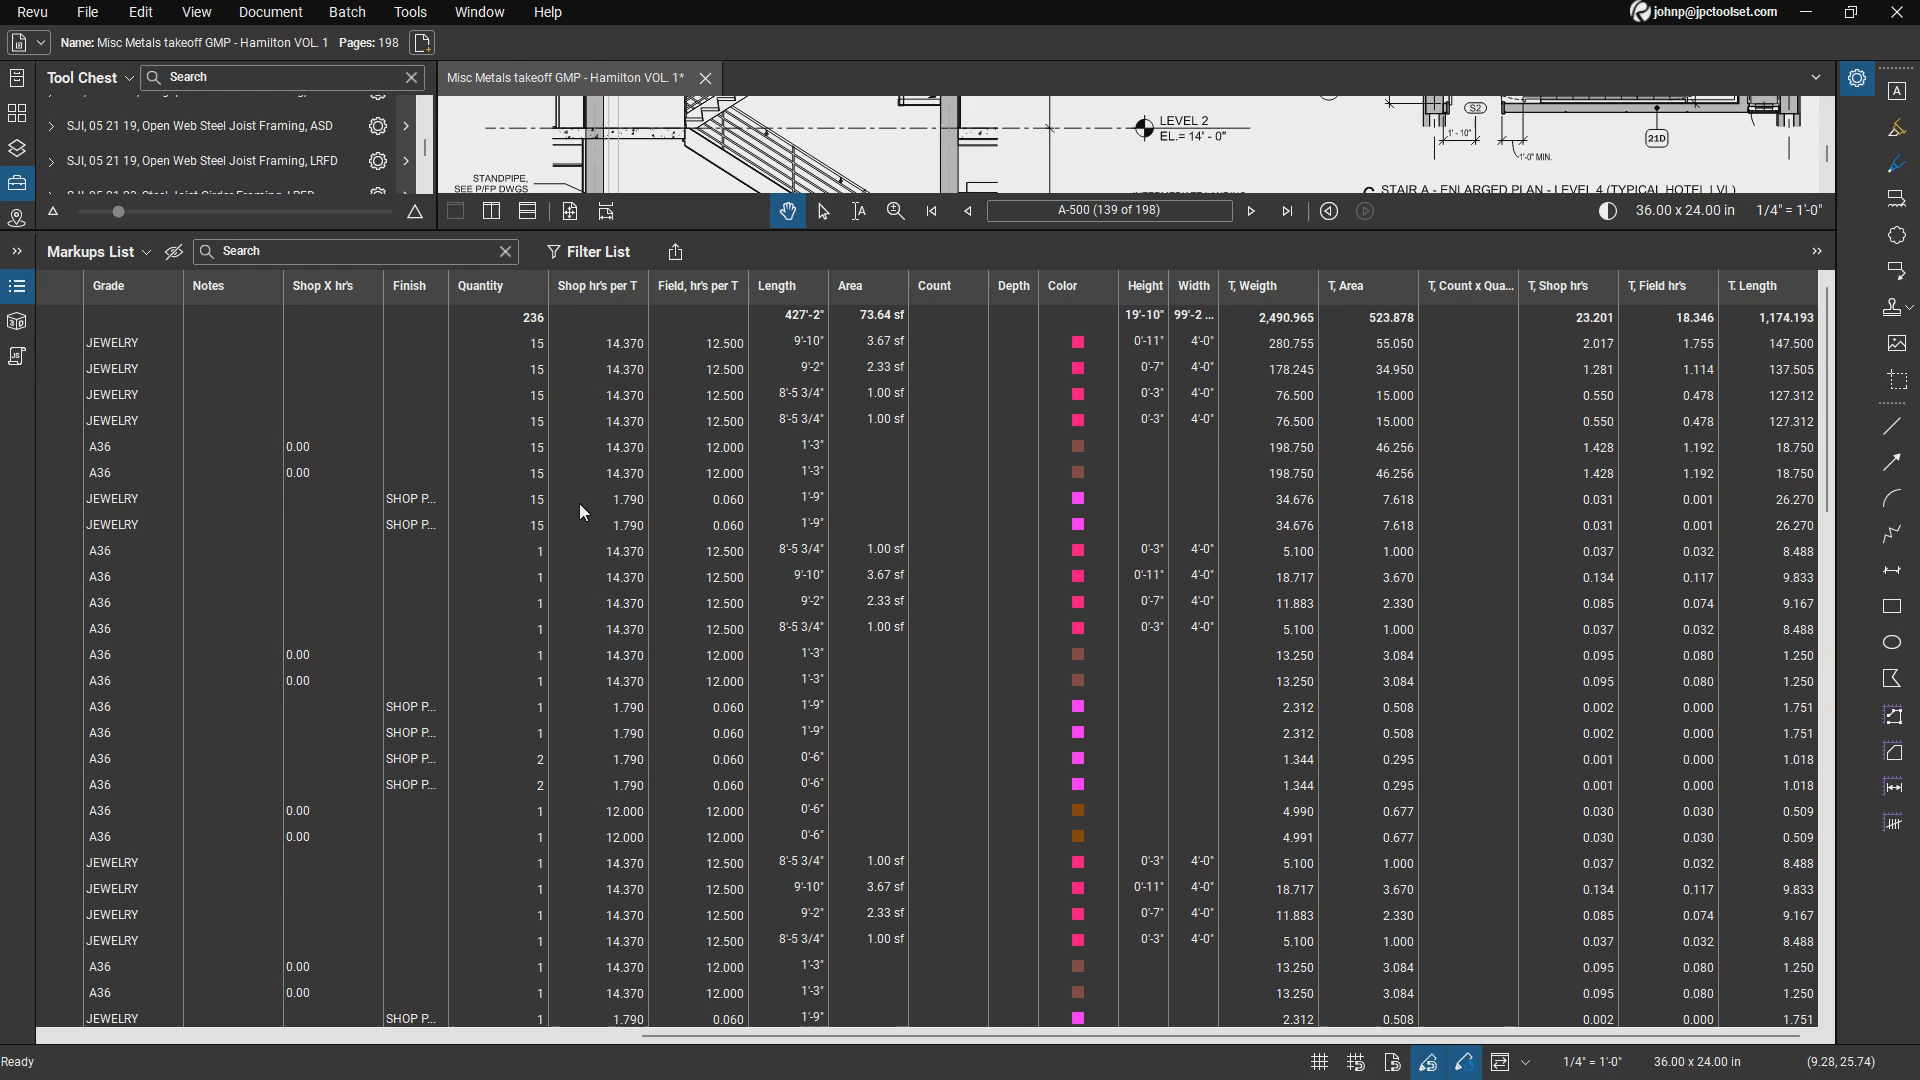 Revu File Edit View Document Batch Tools Window Help johnp@jpctoolset.com
Name: Misc Metals takeoff GMP - Hamilton VOL. 1 Pages: 198
Tool Chest Search
Misc Metals takeoff GMP - Hamilton VOL. 1*
SJI, 05 21 19, Open Web Steel Joist Framing, ASD
SJI, 05 21 19, Open Web Steel Joist Framing, LRFD
LEVEL 2
EL.= 14' - 0"
STANDPIPE,
SEE P/FP DWGS
S2
1' - 10"
21D
1'-0" MIN.
STAIR A - ENLARGED PLAN - LEVEL 4 (TYPICAL HOTEL LVL)
A-500 (139 of 198) 36.00 x 24.00 in 1/4" = 1'-0"
Markups List Search Filter List
Grade Notes Shop X hr's Finish Quantity Shop hr's per T Field, hr's per T Length Area Count Depth Color Height Width T, Weigth T, Area T, Count x Qua... T, Shop hr's T, Field hr's T. Length
236 427'-2" 73.64 sf 19'-10" 99'-2 ... 2,490.965 523.878 23.201 18.346 1,174.193
JEWELRY 15 14.370 12.500 9'-10" 3.67 sf 0'-11" 4'-0" 280.755 55.050 2.017 1.755 147.500
JEWELRY 15 14.370 12.500 9'-2" 2.33 sf 0'-7" 4'-0" 178.245 34.950 1.281 1.114 137.505
JEWELRY 15 14.370 12.500 8'-5 3/4" 1.00 sf 0'-3" 4'-0" 76.500 15.000 0.550 0.478 127.312
JEWELRY 15 14.370 12.500 8'-5 3/4" 1.00 sf 0'-3" 4'-0" 76.500 15.000 0.550 0.478 127.312
A36 0.00 15 14.370 12.000 1'-3" 198.750 46.256 1.428 1.192 18.750
A36 0.00 15 14.370 12.000 1'-3" 198.750 46.256 1.428 1.192 18.750
JEWELRY SHOP P... 15 1.790 0.060 1'-9" 34.676 7.618 0.031 0.001 26.270
JEWELRY SHOP P... 15 1.790 0.060 1'-9" 34.676 7.618 0.031 0.001 26.270
A36 1 14.370 12.500 8'-5 3/4" 1.00 sf 0'-3" 4'-0" 5.100 1.000 0.037 0.032 8.488
A36 1 14.370 12.500 9'-10" 3.67 sf 0'-11" 4'-0" 18.717 3.670 0.134 0.117 9.833
A36 1 14.370 12.500 9'-2" 2.33 sf 0'-7" 4'-0" 11.883 2.330 0.085 0.074 9.167
A36 1 14.370 12.500 8'-5 3/4" 1.00 sf 0'-3" 4'-0" 5.100 1.000 0.037 0.032 8.488
A36 0.00 1 14.370 12.000 1'-3" 13.250 3.084 0.095 0.080 1.250
A36 0.00 1 14.370 12.000 1'-3" 13.250 3.084 0.095 0.080 1.250
A36 SHOP P... 1 1.790 0.060 1'-9" 2.312 0.508 0.002 0.000 1.751
A36 SHOP P... 1 1.790 0.060 1'-9" 2.312 0.508 0.002 0.000 1.751
A36 SHOP P... 2 1.790 0.060 0'-6" 1.344 0.295 0.001 0.000 1.018
A36 SHOP P... 2 1.790 0.060 0'-6" 1.344 0.295 0.001 0.000 1.018
A36 0.00 1 12.000 12.000 0'-6" 4.990 0.677 0.030 0.030 0.509
A36 0.00 1 12.000 12.000 0'-6" 4.991 0.677 0.030 0.030 0.509
JEWELRY 1 14.370 12.500 8'-5 3/4" 1.00 sf 0'-3" 4'-0" 5.100 1.000 0.037 0.032 8.488
JEWELRY 1 14.370 12.500 9'-10" 3.67 sf 0'-11" 4'-0" 18.717 3.670 0.134 0.117 9.833
JEWELRY 1 14.370 12.500 9'-2" 2.33 sf 0'-7" 4'-0" 11.883 2.330 0.085 0.074 9.167
JEWELRY 1 14.370 12.500 8'-5 3/4" 1.00 sf 0'-3" 4'-0" 5.100 1.000 0.037 0.032 8.488
A36 0.00 1 14.370 12.000 1'-3" 13.250 3.084 0.095 0.080 1.250
A36 0.00 1 14.370 12.000 1'-3" 13.250 3.084 0.095 0.080 1.250
JEWELRY SHOP P... 1 1.790 0.060 1'-9" 2.312 0.508 0.002 0.000 1.751
Ready 1/4" = 1'-0" 36.00 x 24.00 in (9.28, 25.74)